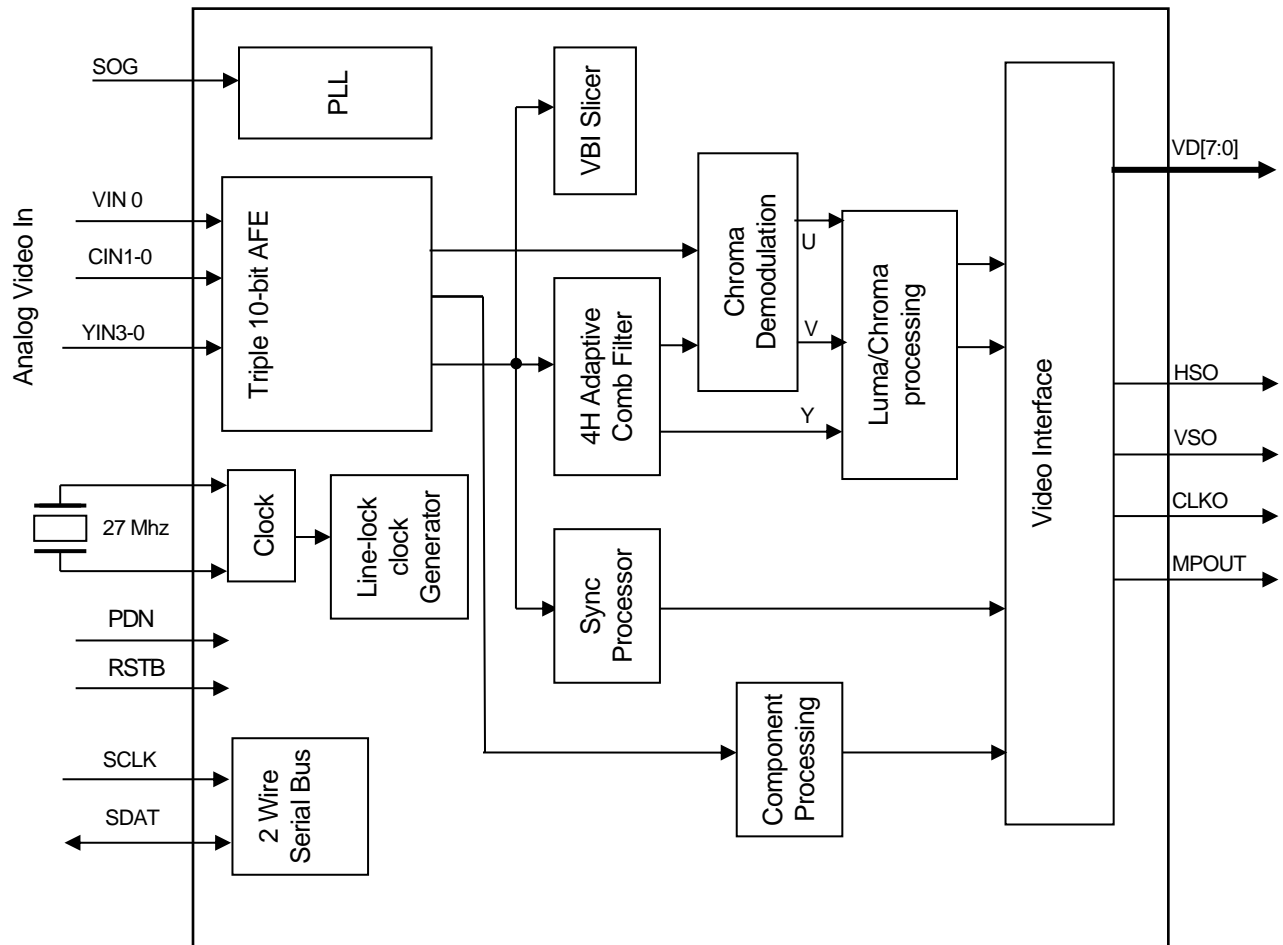 SOG
PLL
VBI Slicer
Analog Video In
VIN 0
CIN1-0
YIN3-0
Triple 10-bit AFE
4H Adaptive
Comb Filter
Chroma
Demodulation
U
V
Y
Luma/Chroma
processing
Video Interface
VD[7:0]
HSO
VSO
CLKO
MPOUT
27 Mhz
Clock
Line-lock
clock
Generator
PDN
RSTB
Sync
Processor
SCLK
SDAT
2 Wire
Serial Bus
Component
Processing